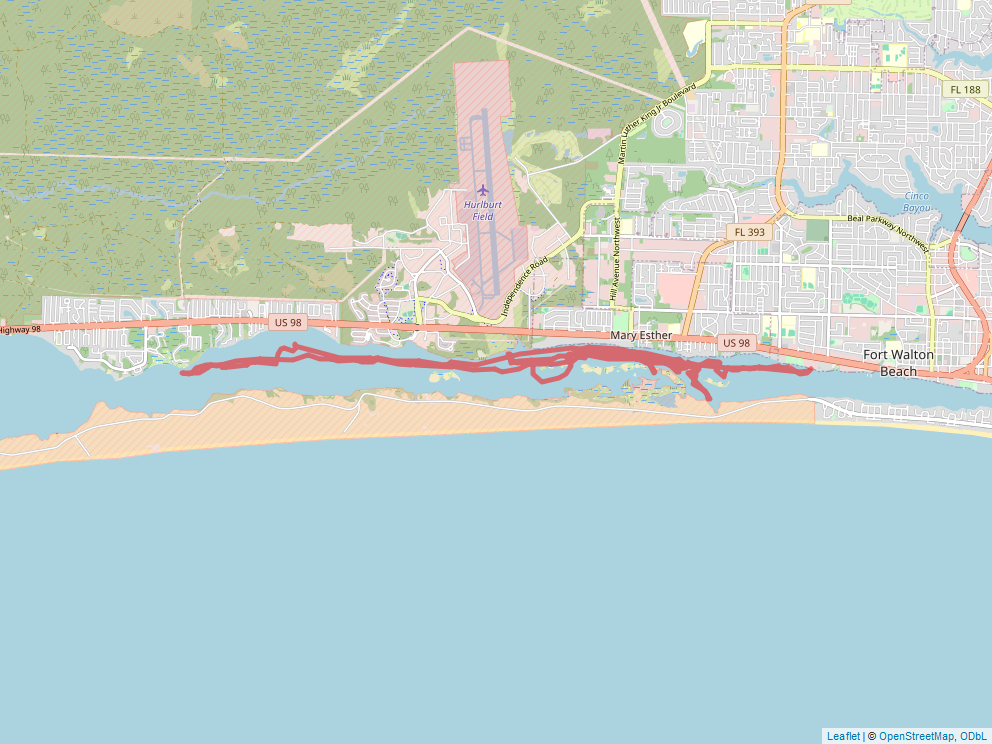 FL 188
Martin Luther King Jr. Boulevard
Hurlburt
Field
Cinco
Bayou
Beal Parkway Northwest
FL 393
Hill Avenue Northwest
Independence Road
Highway 98
US 98
Mary Esther
US 98
Fort Walton
Beach
Leaflet | © OpenStreetMap, ODbL